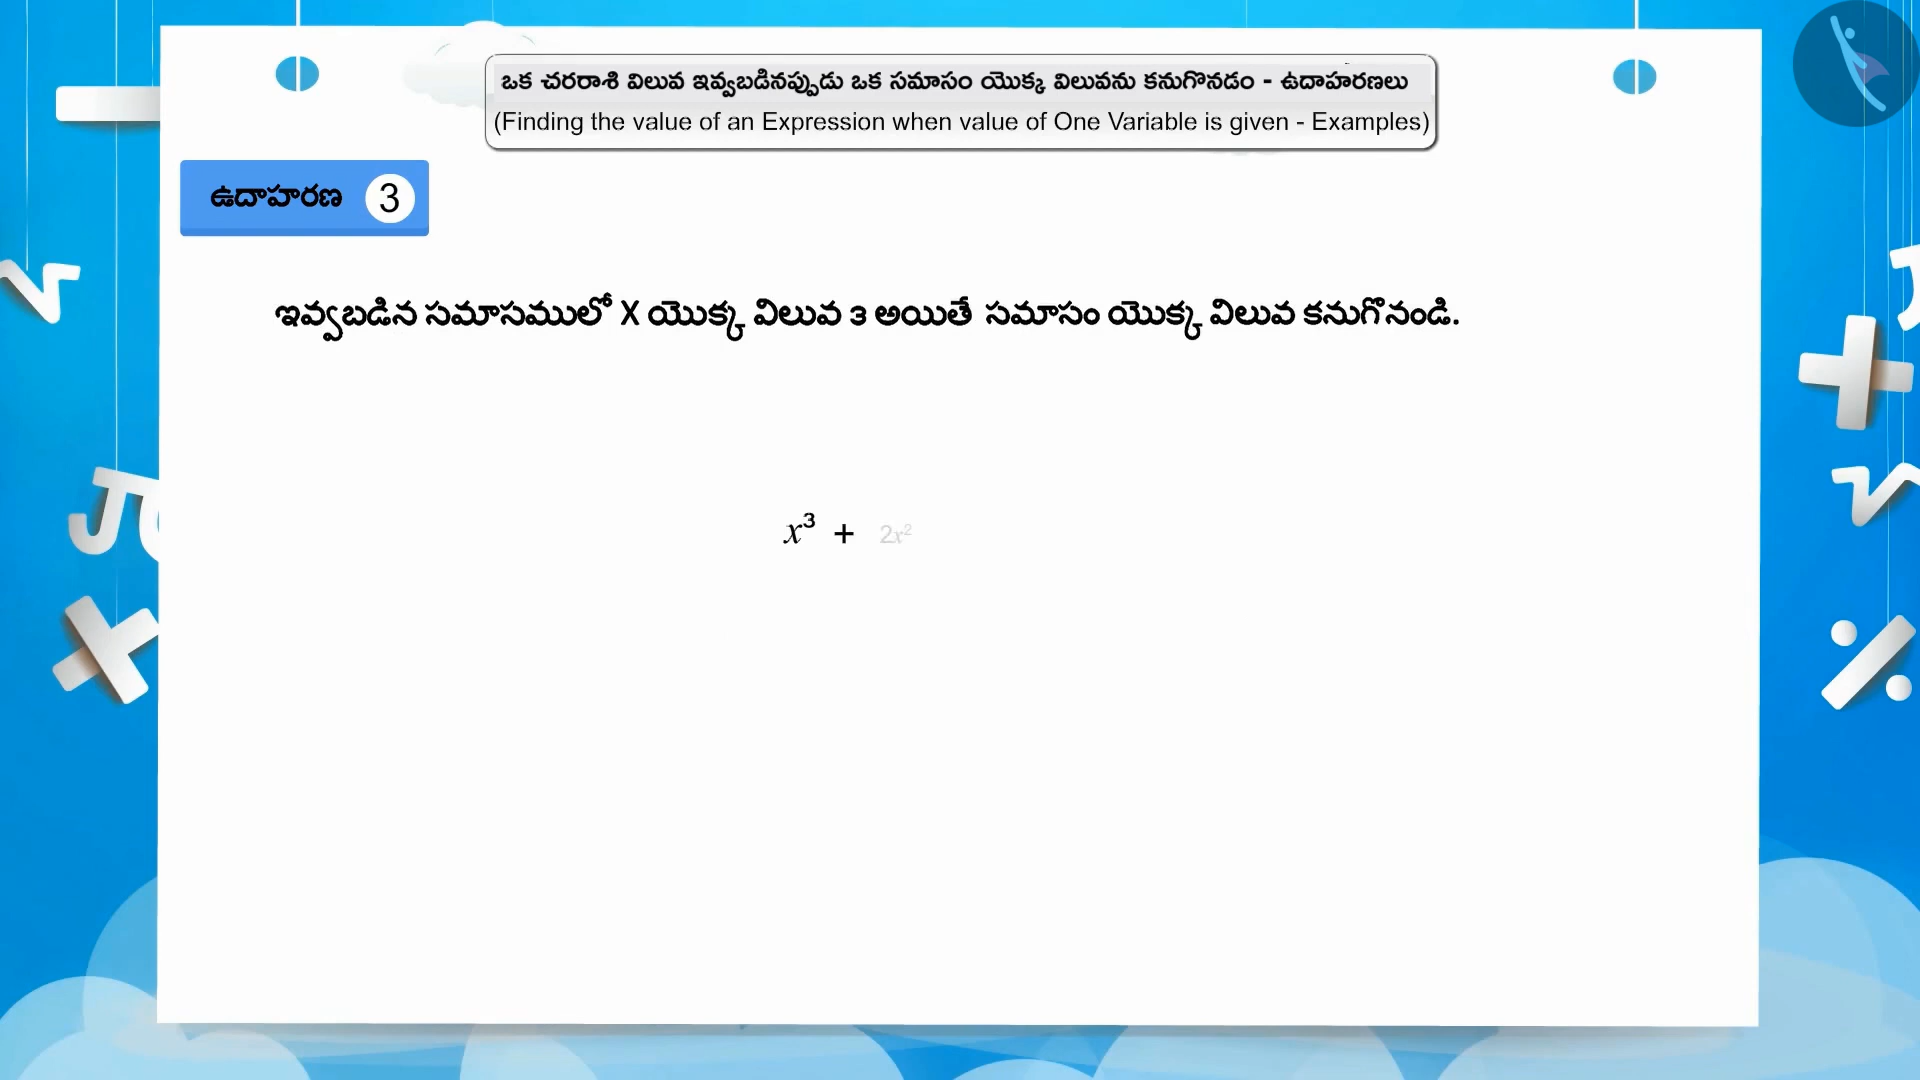 ఒక చరరాశి విలువ ఇవ్వబడినప్పుడు ఒక సమాసం యొక్క విలువను కనుగొనడం - ఉదాహరణలు
(Finding the value of an Expression when value of One Variable is given - Examples)
ఉదాహరణ 3
ఇవ్వబడిన సమాసములో X యొక్క విలువ 3 అయితే సమాసం యొక్క విలువ కనుగొనండి.
x³ + 2x²